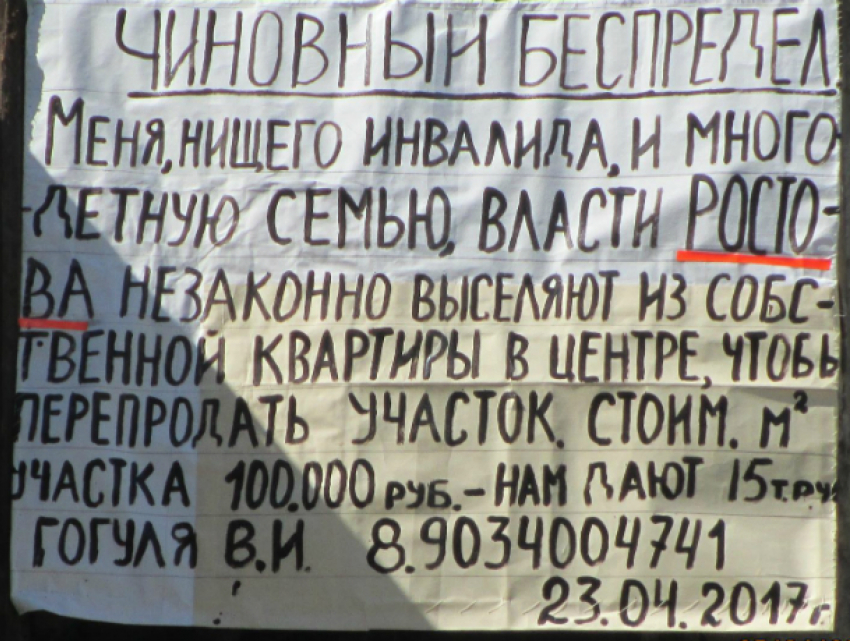 ЧИНОВНЫЙ БЕСПРЕДЕЛ
МЕНЯ, НИЩЕГО ИНВАЛИДА, И МНОГО-
-ДЕТНУЮ СЕМЬЮ, ВЛАСТИ РОСТО-
ВА НЕЗАКОННО ВЫСЕЛЯЮТ ИЗ СОБС-
ТВЕННОЙ КВАРТИРЫ В ЦЕНТРЕ, ЧТОБЫ
ПЕРЕПРОДАТЬ УЧАСТОК. СТОИМ. М²
УЧАСТКА 100.000 РУБ.- НАМ ДАЮТ 15т.ру
ГОГУЛЯ В.И. 8.9034004741
23.04.2017г.